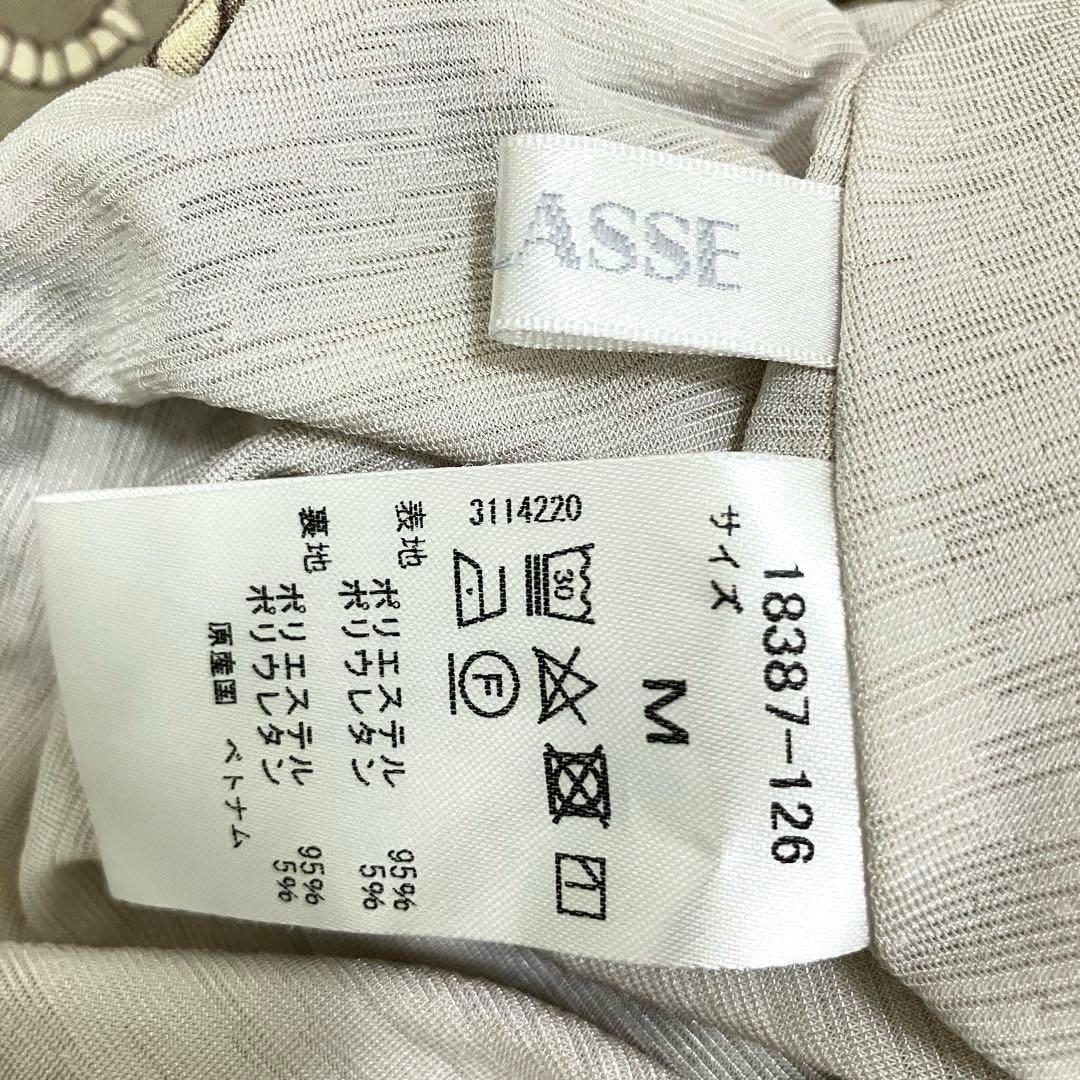 LASSE
18387-126
サイズ
M
30
F
3114220
表地
ポリエステル 95%
ポリウレタン 5%
裏地
ポリエステル 95%
ポリウレタン 5%
原産国 ベトナム